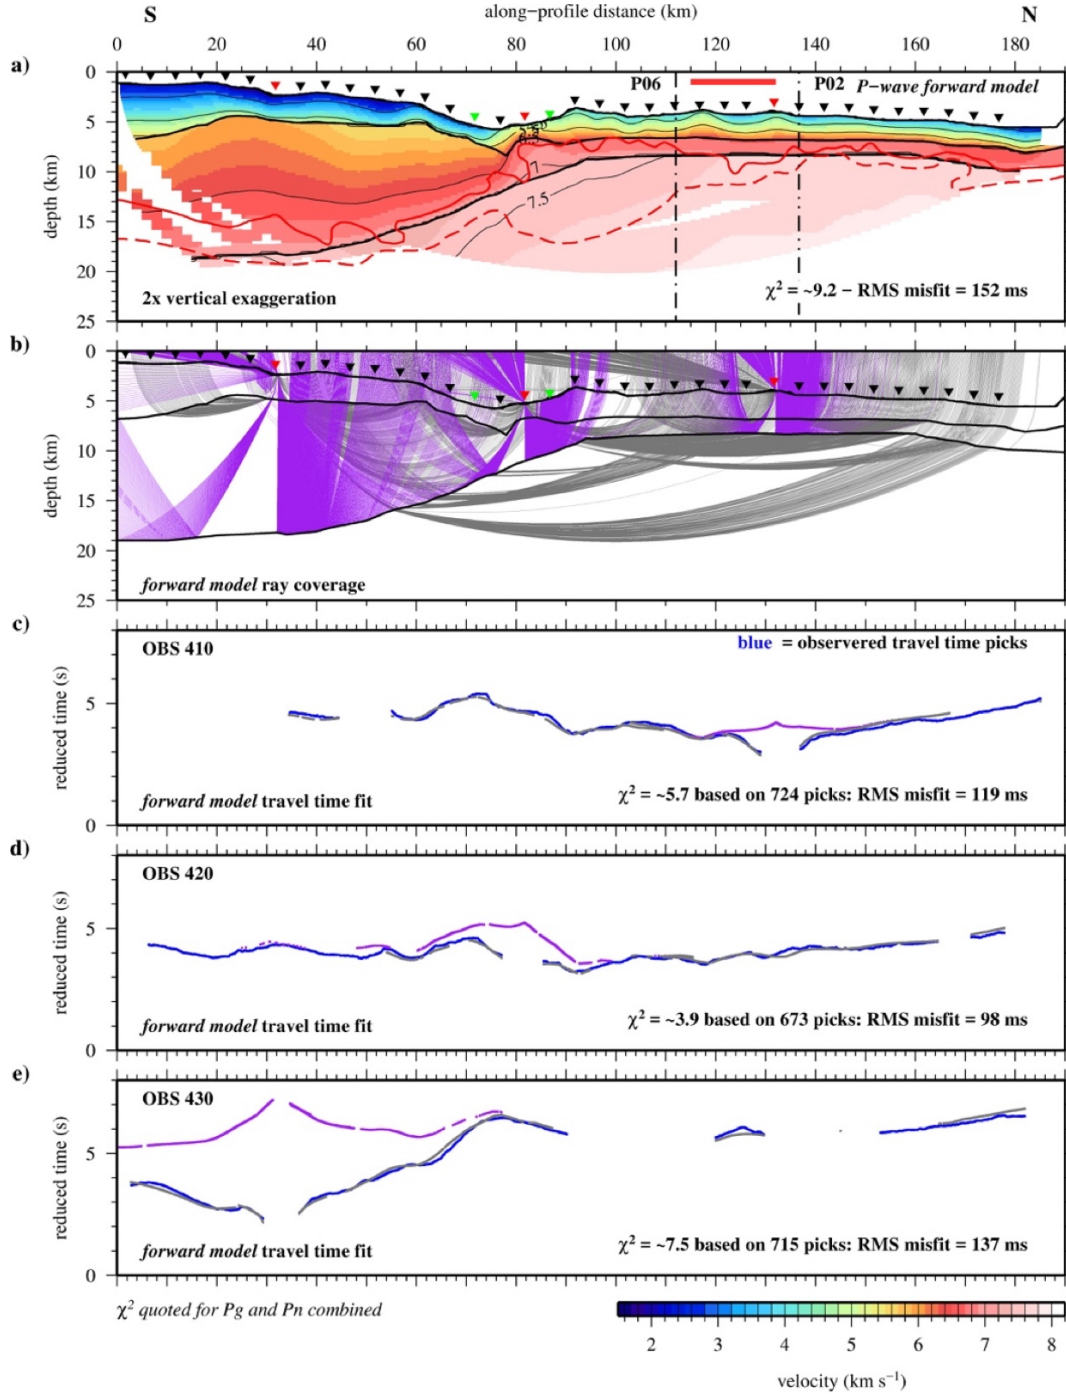 S along−profile distance (km) N
0 20 40 60 80 100 120 140 160 180
a)
0
5
10
15
20
25
depth (km)
P06 P02 P−wave forward model
7
7.5
2x vertical exaggeration
χ² = ~9.2 − RMS misfit = 152 ms
b)
0
5
10
15
20
25
depth (km)
forward model ray coverage
c)
OBS 410
blue = observered travel time picks
5
0
reduced time (s)
forward model travel time fit
χ² = ~5.7 based on 724 picks: RMS misfit = 119 ms
d)
OBS 420
5
0
reduced time (s)
forward model travel time fit
χ² = ~3.9 based on 673 picks: RMS misfit = 98 ms
e)
OBS 430
5
0
reduced time (s)
forward model travel time fit
χ² = ~7.5 based on 715 picks: RMS misfit = 137 ms
χ² quoted for Pg and Pn combined
2 3 4 5 6 7 8
velocity (km s⁻¹)